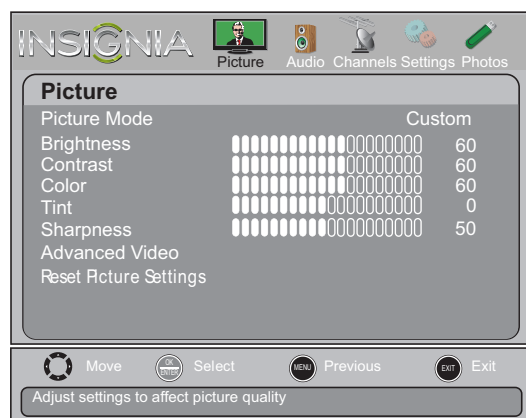 INSIGNIA
Picture Audio Channels Settings Photos
Picture
Picture Mode Custom
Brightness 60
Contrast 60
Color 60
Tint 0
Sharpness 50
Advanced Video
Reset Picture Settings
Move OK ENTER Select MENU Previous EXIT Exit
Adjust settings to affect picture quality